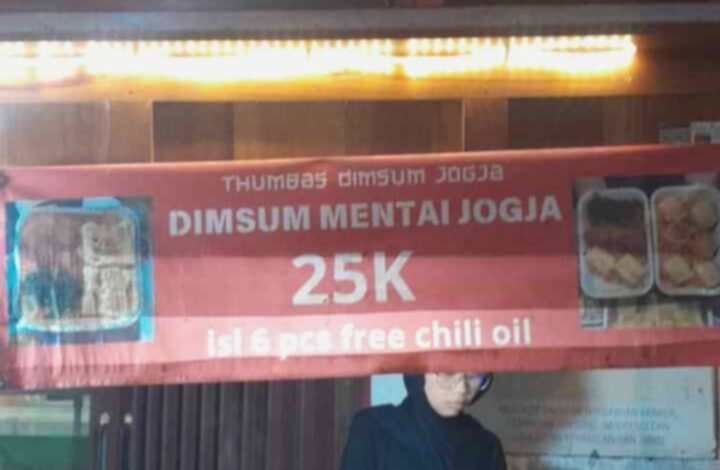 THUMBAS DIMSUM JOGJA
DIMSUM MENTAI JOGJA
25K
isi 6 pcs free chili oil